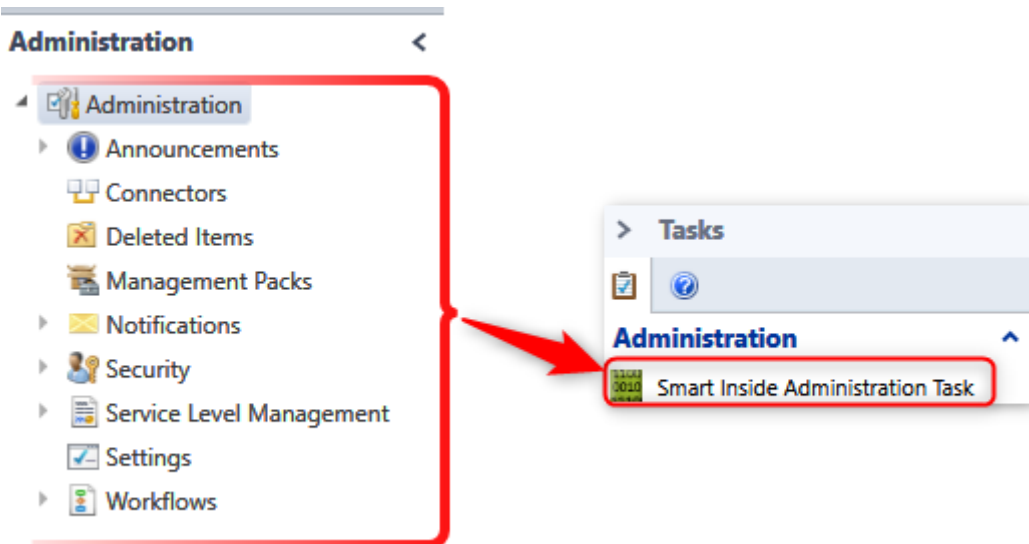 Administration
Administration
Announcements
Connectors
Deleted Items
Management Packs
Notifications
Security
Service Level Management
Settings
Workflows
Tasks
Administration
Smart Inside Administration Task